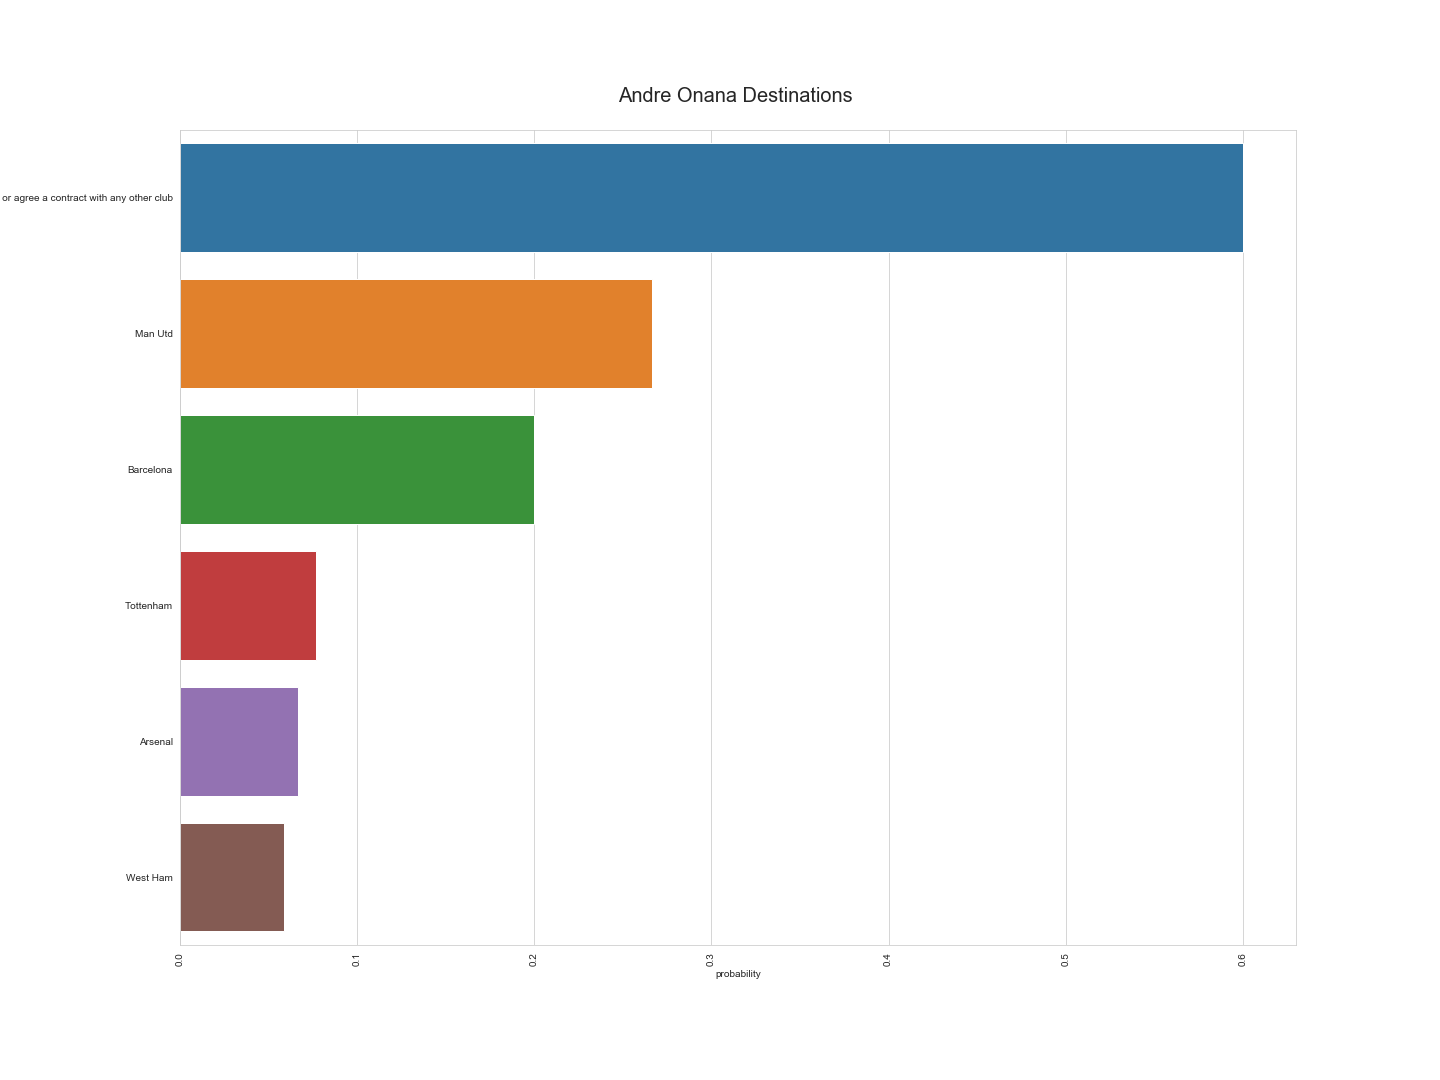 Andre Onana Destinations
or agree a contract with any other club
Man Utd
Barcelona
Tottenham
Arsenal
West Ham
0.0
0.1
0.2
0.3
0.4
0.5
0.6
probability